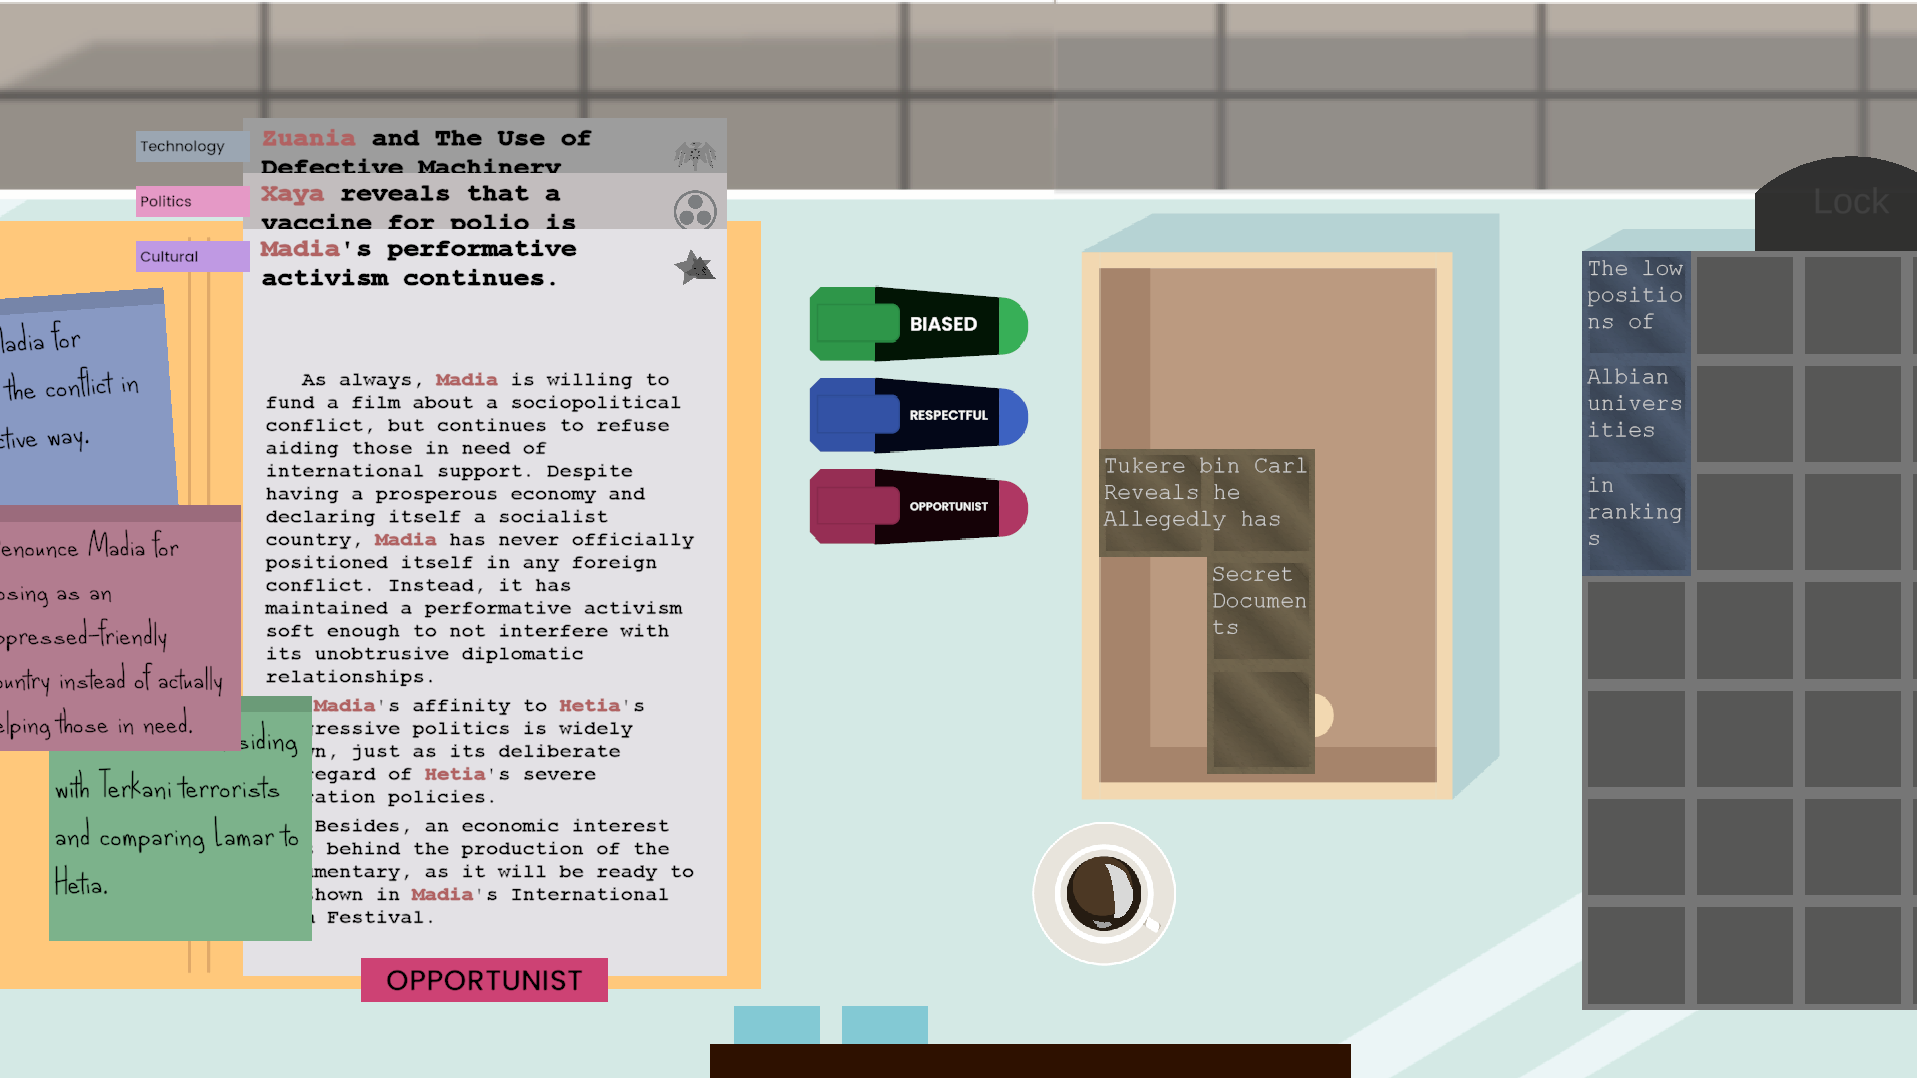 Technology
Zuania and The Use of
Defective Machinery
Politics
Xaya reveals that a
vaccine for polio is
Cultural
Madia's performative
activism continues.
As always, Madia is willing to
fund a film about a sociopolitical
conflict, but continues to refuse
aiding those in need of
international support. Despite
having a prosperous economy and
declaring itself a socialist
country, Madia has never officially
positioned itself in any foreign
conflict. Instead, it has
maintained a performative activism
soft enough to not interfere with
its unobtrusive diplomatic
relationships.
Madia's affinity to Hetia's
ressive politics is widely
n, just as its deliberate
egard of Hetia's severe
ration policies.
Besides, an economic interest
behind the production of the
mentary, as it will be ready to
hown in Madia's International
Festival.
OPPORTUNIST
adia for
the conflict in
ctive way.
enounce Madia for
osing as an
ppressed-friendly
ountry instead of actually
elping those in need.
siding
with Terkani terrorists
and comparing Lamar to
Hetia.
BIASED
RESPECTFUL
OPPORTUNIST
Tukere bin Carl
Reveals he
Allegedly has
Secret
Documen
ts
Lock
The low
positio
ns of
Albian
univers
ities
in
ranking
s